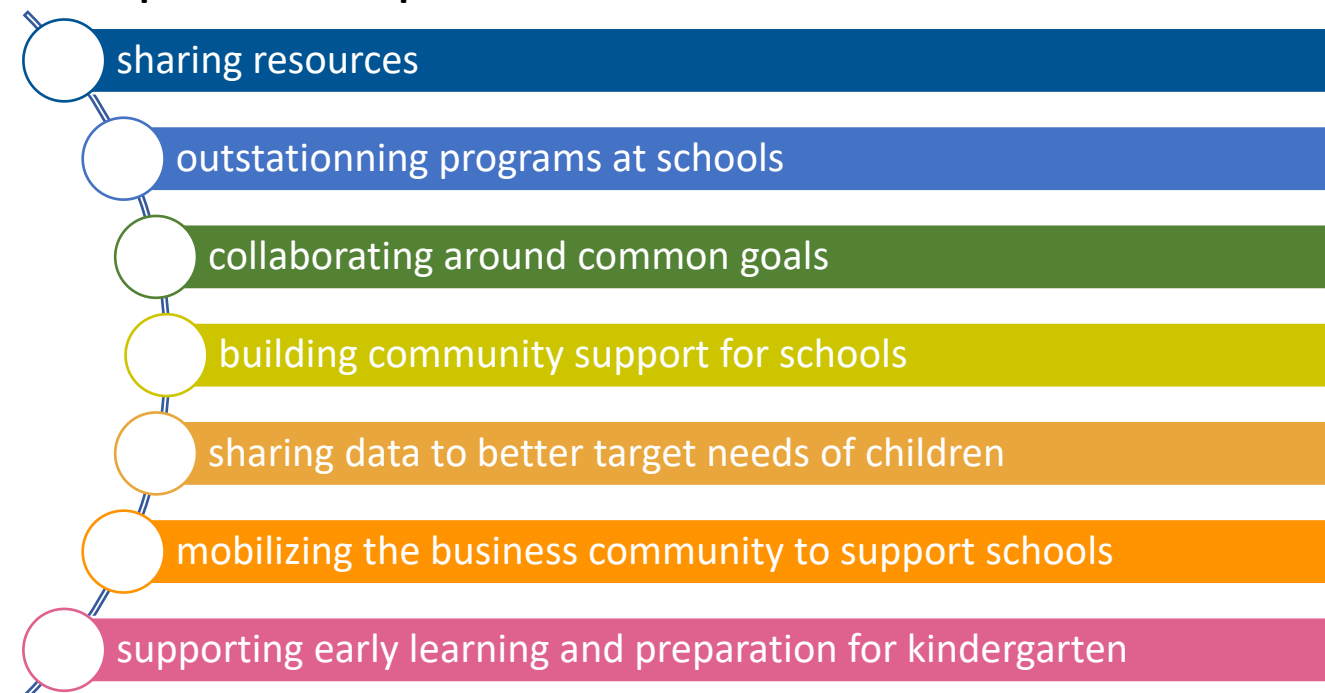 sharing resources
outstationning programs at schools
collaborating around common goals
building community support for schools
sharing data to better target needs of children
mobilizing the business community to support schools
supporting early learning and preparation for kindergarten